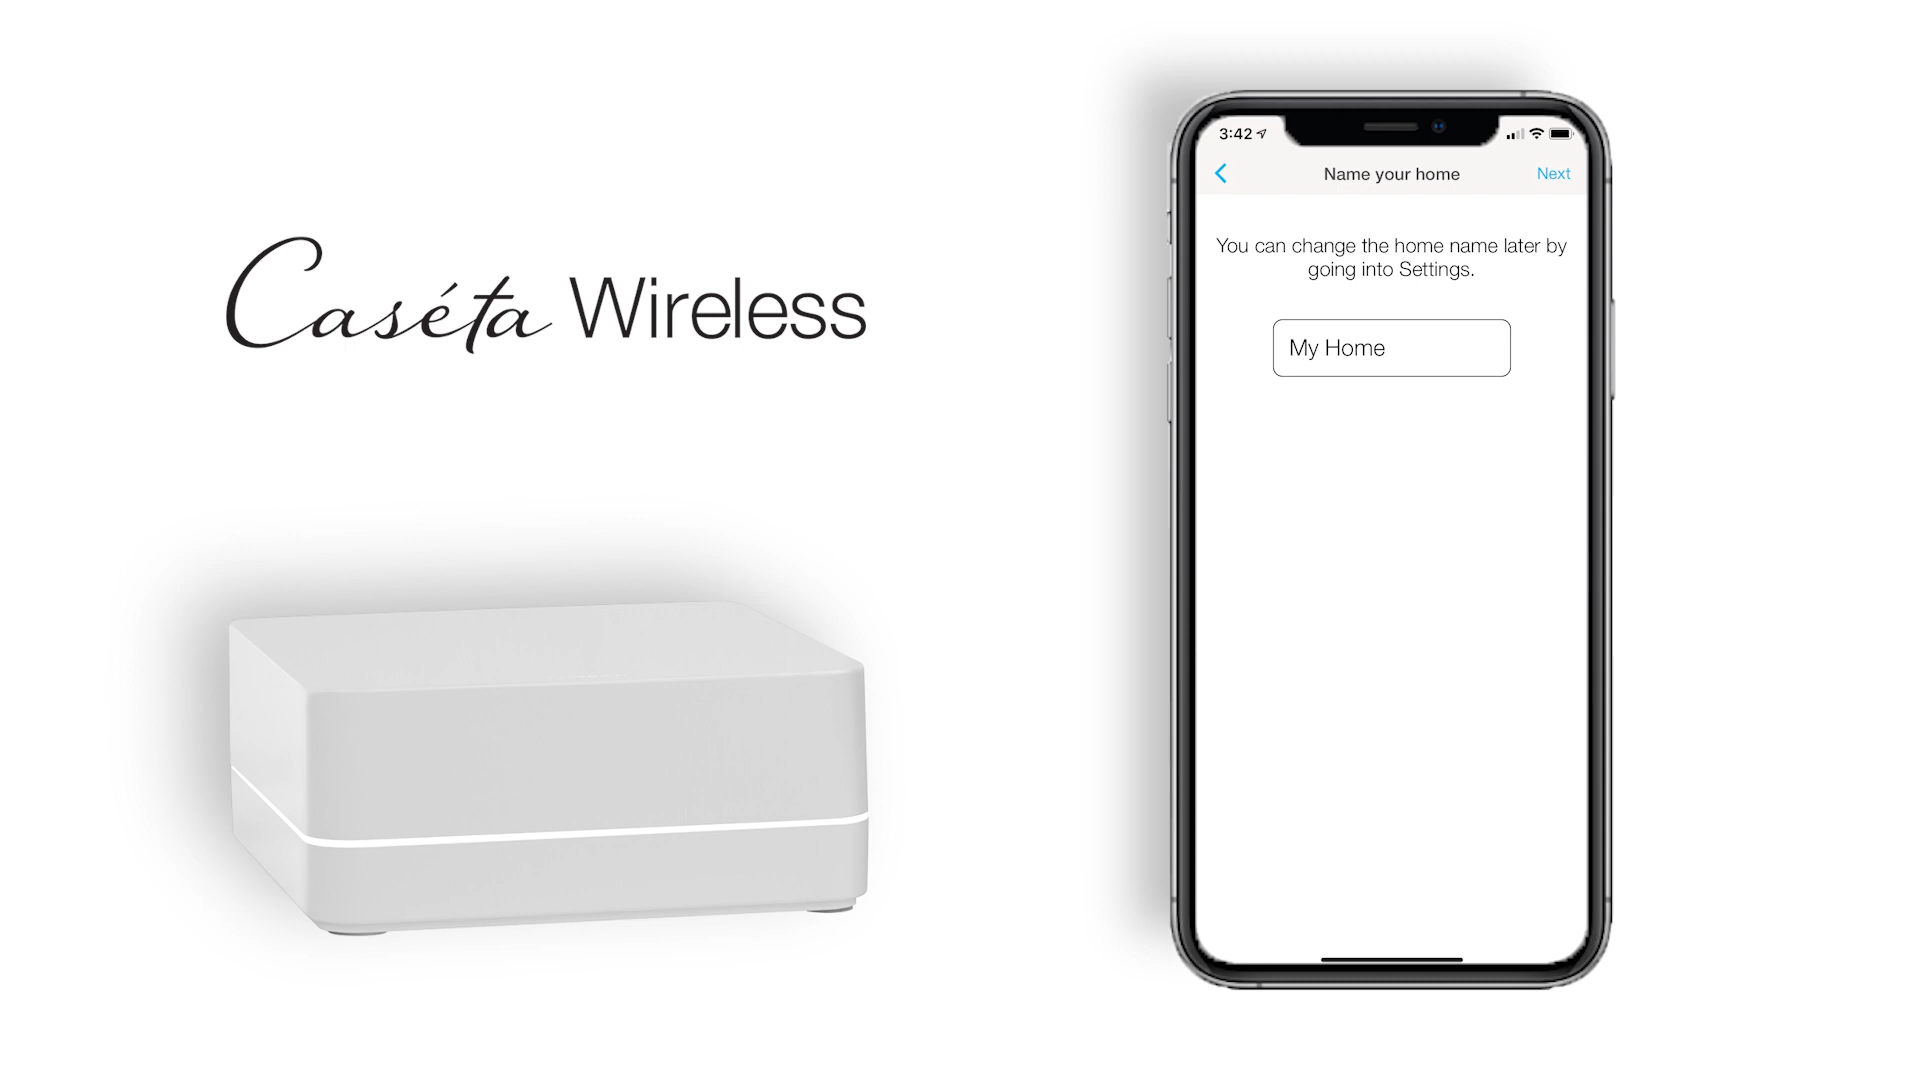 Caséta Wireless
3:42
Name your home
Next
You can change the home name later by
going into Settings.
My Home